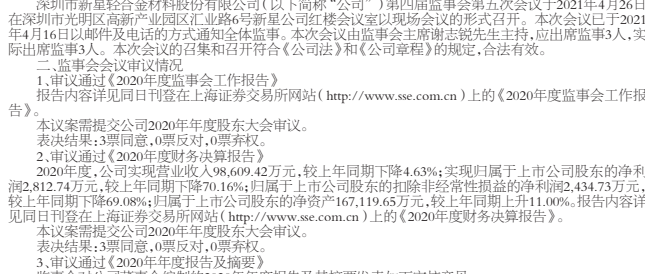 深圳市新星轻合金材料股份有限公司(以下简称“公司”)第四届监事会第五次会议于2021年4月26日
在深圳市光明区高新产业园区汇业路6号新星公司红楼会议室以现场会议的形式召开。本次会议已于2021
年4月16日以邮件及电话的方式通知全体监事。本次会议由监事会主席谢志锐先生主持,应出席监事3人,实
际出席监事3人。本次会议的召集和召开符合《公司法》和《公司章程》的规定,合法有效。
二、监事会会议审议情况
1、审议通过《2020年度监事会工作报告》
报告内容详见同日刊登在上海证券交易所网站(http://www.sse.com.cn)上的《2020年度监事会工作报
告》。
本议案需提交公司2020年年度股东大会审议。
表决结果:3票同意,0票反对,0票弃权。
2、审议通过《2020年度财务决算报告》
2020年度,公司实现营业收入98,609.42万元,较上年同期下降4.63%;实现归属于上市公司股东的净利
润2,812.74万元,较上年同期下降70.16%;归属于上市公司股东的扣除非经常性损益的净利润2,434.73万元,
较上年同期下降69.08%;归属于上市公司股东的净资产167,119.65万元,较上年同期上升11.00%。报告内容详
见同日刊登在上海证券交易所网站(http://www.sse.com.cn)上的《2020年度财务决算报告》。
本议案需提交公司2020年年度股东大会审议。
表决结果:3票同意,0票反对,0票弃权。
3、审议通过《2020年年度报告及摘要》